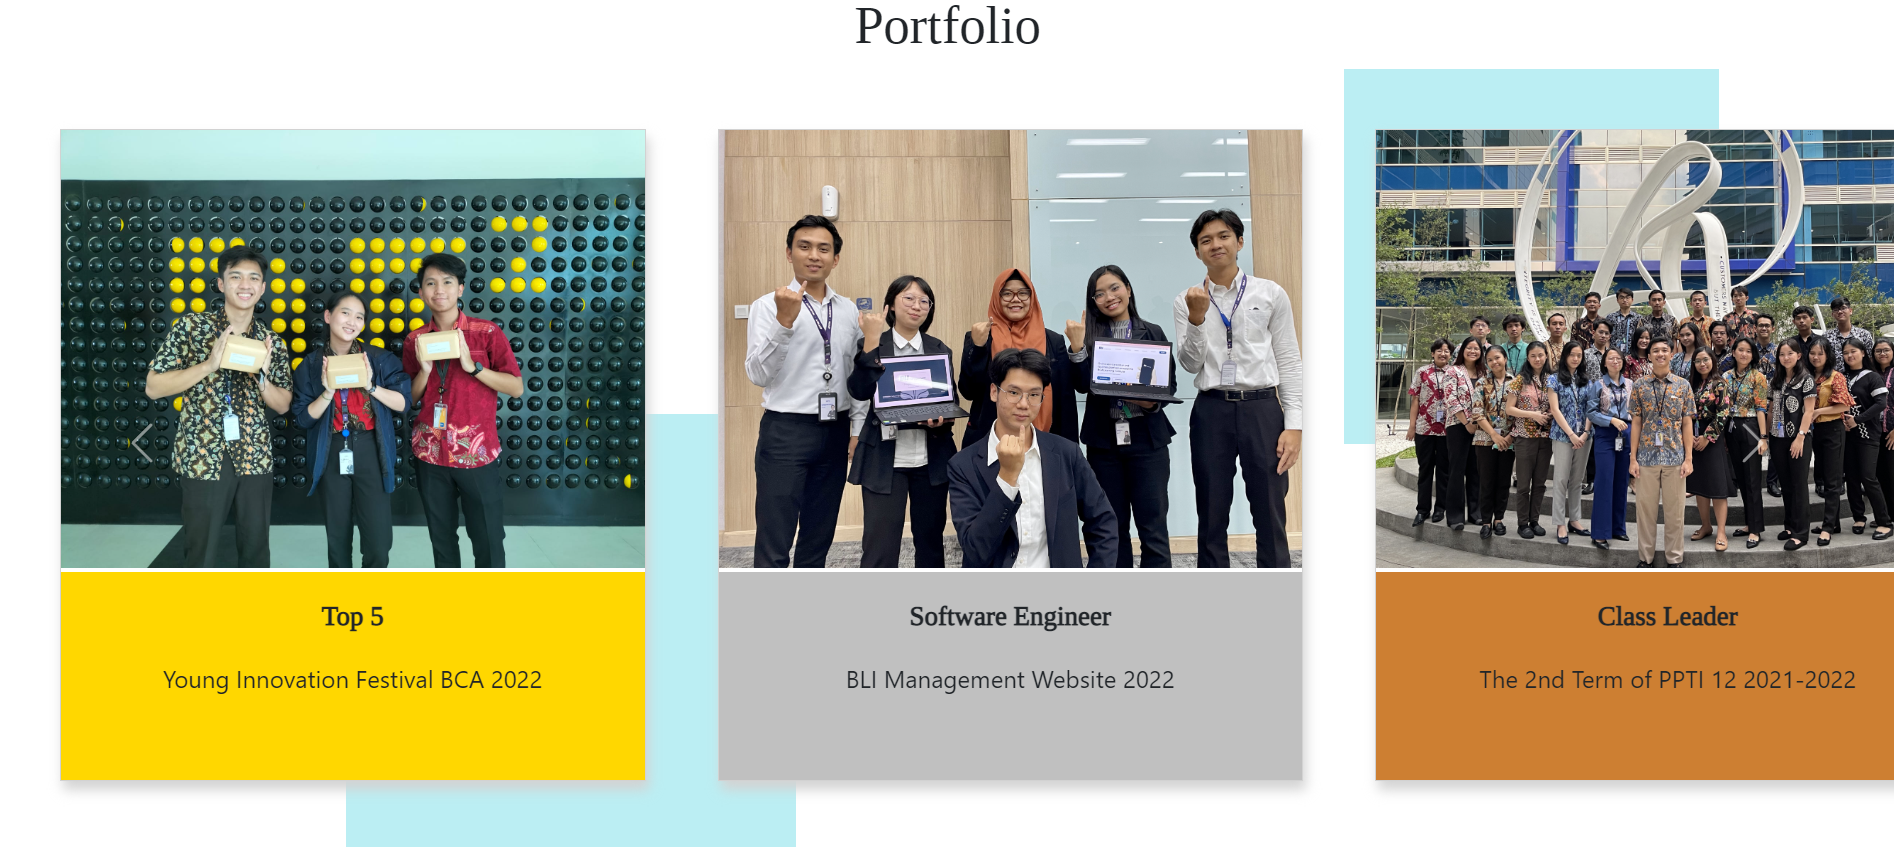 Portfolio
Top 5
Young Innovation Festival BCA 2022
Software Engineer
BLI Management Website 2022
Class Leader
The 2nd Term of PPTI 12 2021-2022